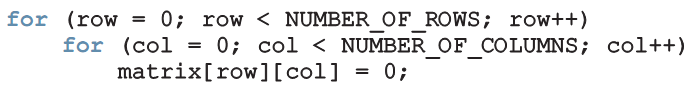 for (row = 0; row < NUMBER_OF_ROWS; row++)
    for (col = 0; col < NUMBER_OF_COLUMNS; col++)
        matrix[row][col] = 0;